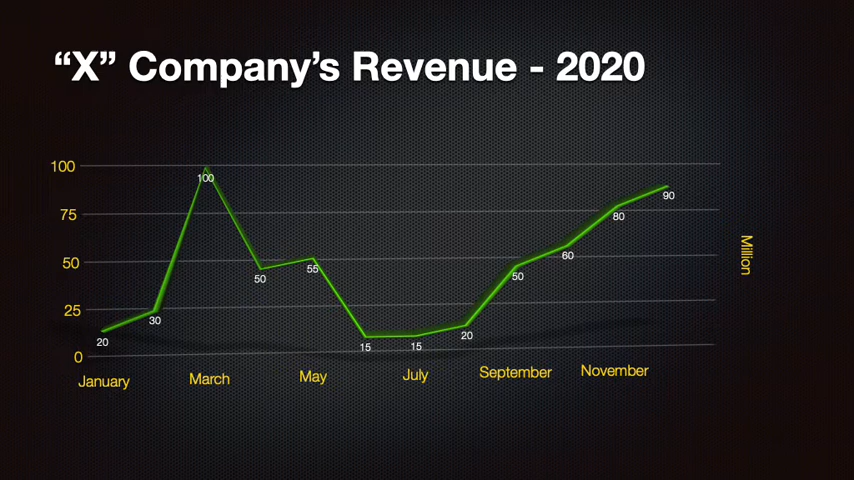 “X” Company’s Revenue - 2020
100
75
50
25
0
20
30
100
50
55
15
15
20
50
60
80
90
Million
January
March
May
July
September
November